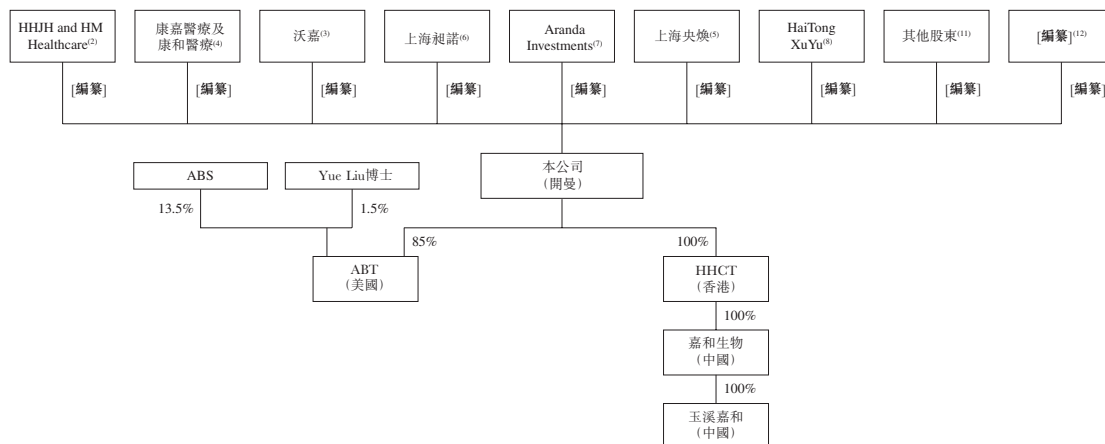 HHJH and HM
Healthcare(2)
康嘉醫療及
康和醫療(4)
沃嘉(3)
上海昶諾(6)
Aranda
Investments(7)
上海央煥(5)
HaiTong
XuYu(8)
其他股東(11)
[編纂](12)
[編纂]
[編纂]
[編纂]
[編纂]
[編纂]
[編纂]
[編纂]
[編纂]
[編纂]
本公司
(開曼)
ABS
Yue Liu博士
13.5%
1.5%
85%
100%
ABT
(美國)
HHCT
(香港)
100%
嘉和生物
(中國)
100%
玉溪嘉和
(中國)